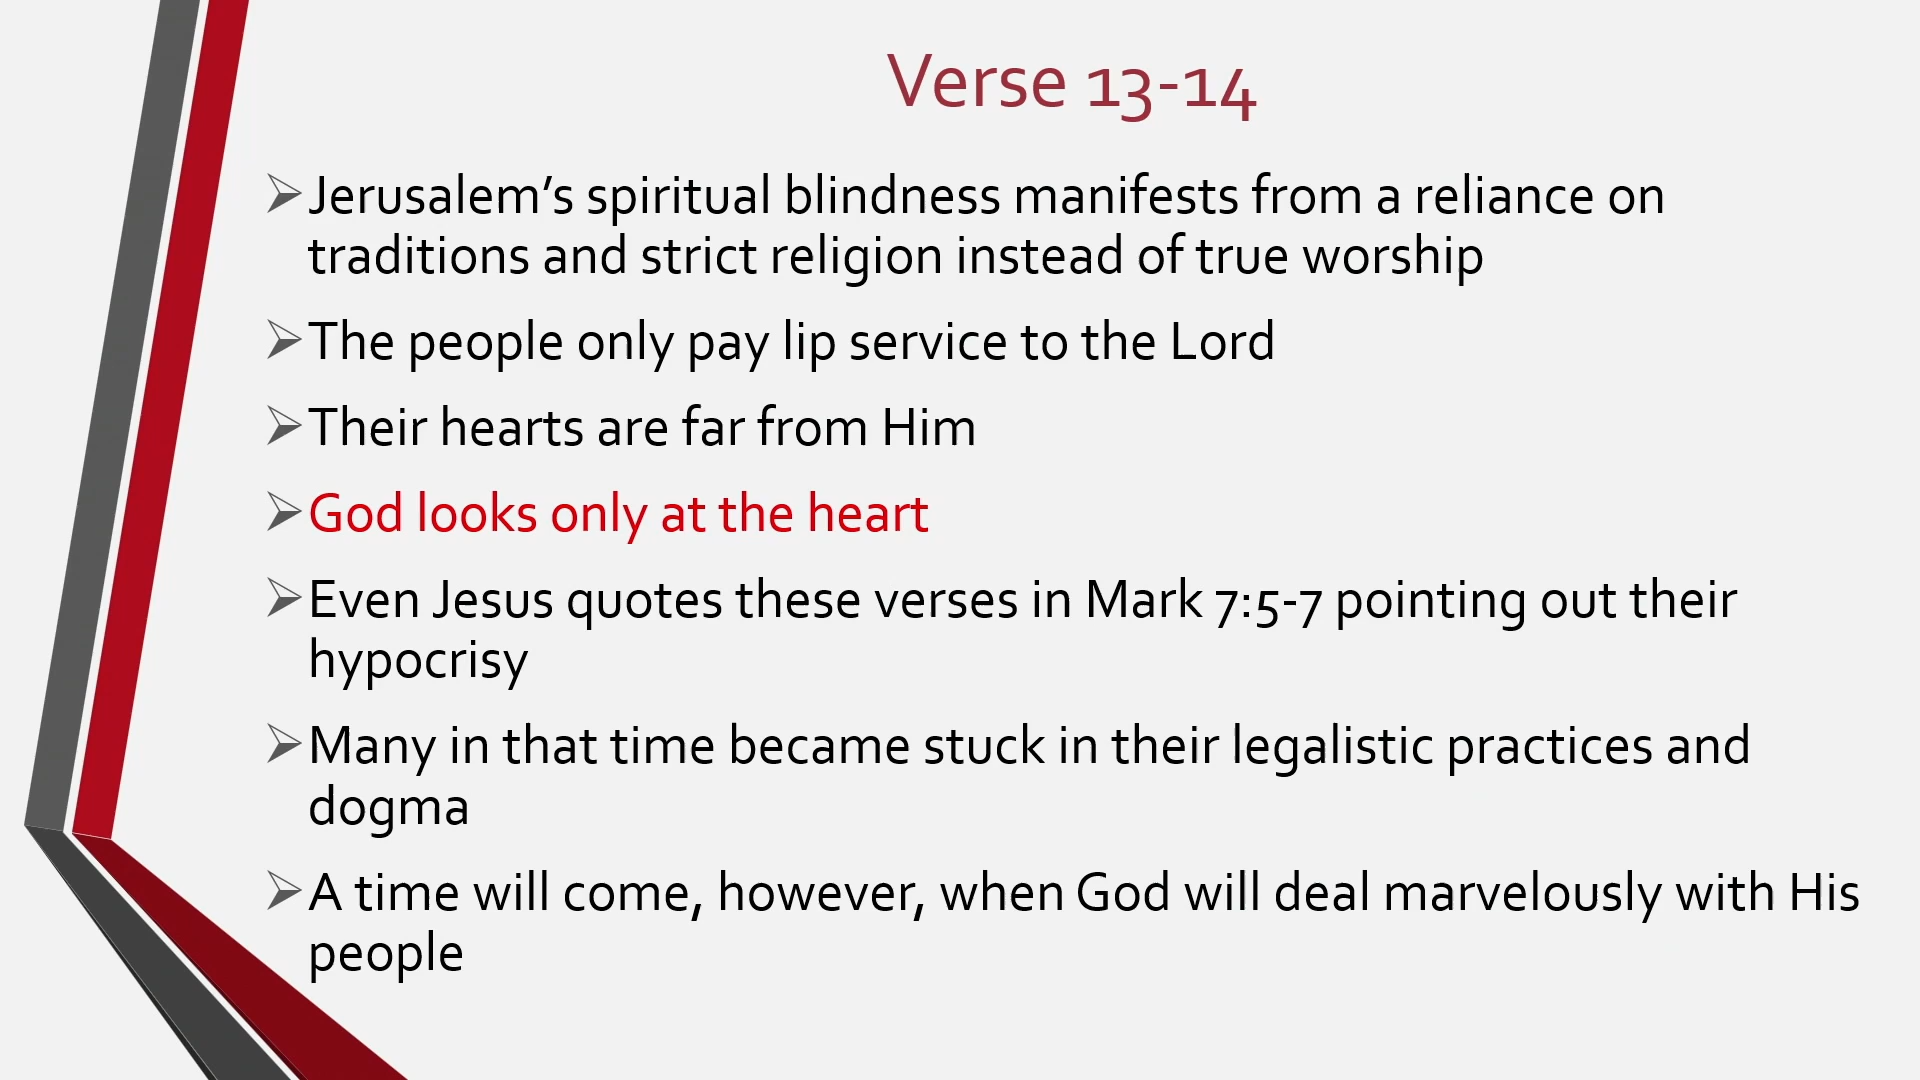 Verse 13-14
Jerusalem’s spiritual blindness manifests from a reliance on
traditions and strict religion instead of true worship
The people only pay lip service to the Lord
Their hearts are far from Him
God looks only at the heart
Even Jesus quotes these verses in Mark 7:5-7 pointing out their
hypocrisy
Many in that time became stuck in their legalistic practices and
dogma
A time will come, however, when God will deal marvelously with His
people